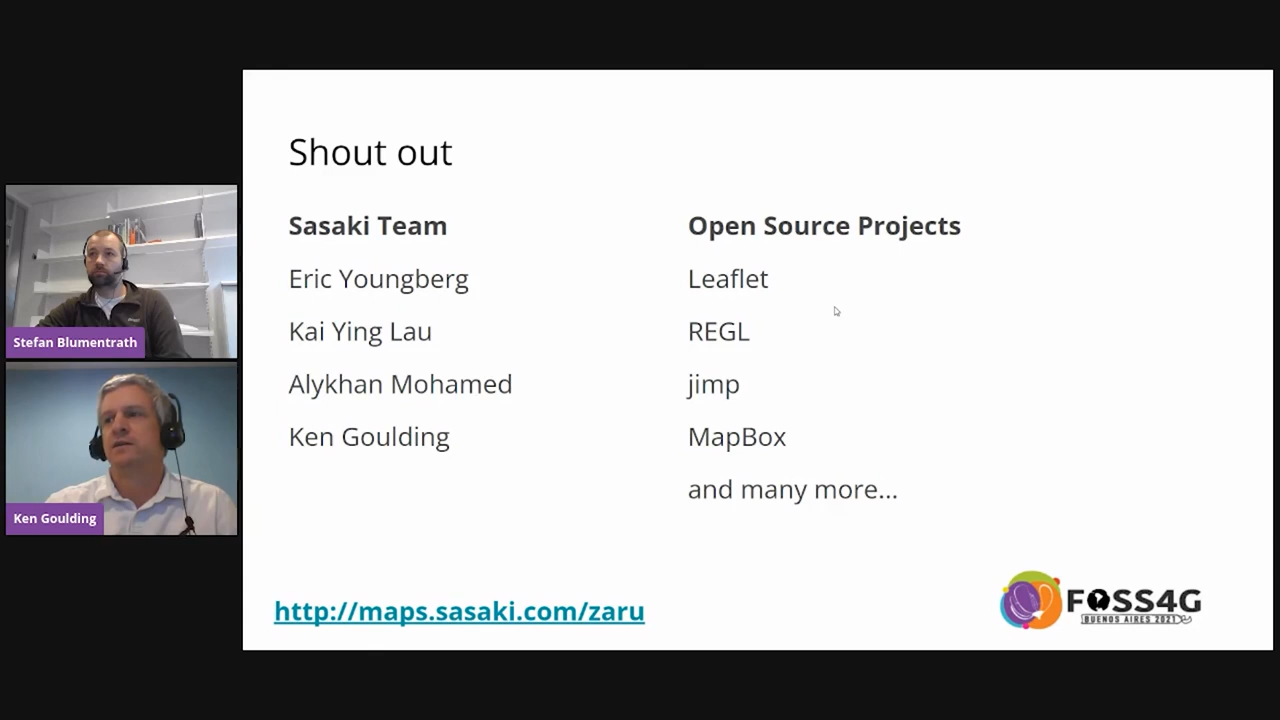 Shout out
Sasaki Team
Eric Youngberg
Kai Ying Lau
Alykhan Mohamed
Ken Goulding
Open Source Projects
Leaflet
REGL
jimp
MapBox
and many more...
http://maps.sasaki.com/zaru
FOSS4G
BUENOS AIRES 2021
Stefan Blumentrath
Ken Goulding